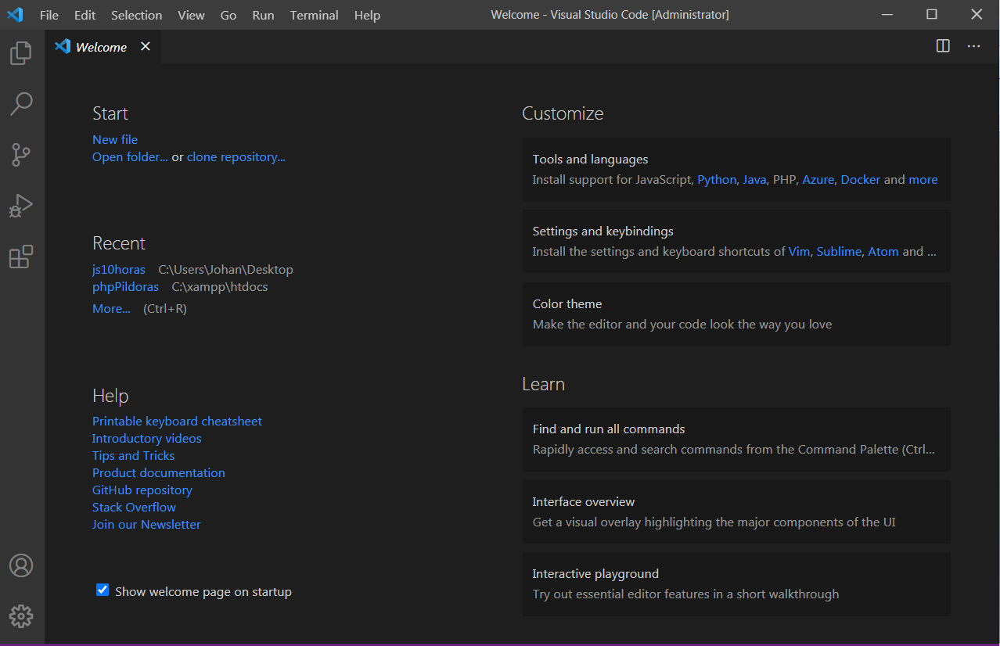 File Edit Selection View Go Run Terminal Help Welcome - Visual Studio Code [Administrator]
Welcome
Start
New file
Open folder... or clone repository...
Recent
js10horas C:\Users\Johan\Desktop
phpPildoras C:\xampp\htdocs
More... (Ctrl+R)
Help
Printable keyboard cheatsheet
Introductory videos
Tips and Tricks
Product documentation
GitHub repository
Stack Overflow
Join our Newsletter
Show welcome page on startup
Customize
Tools and languages
Install support for JavaScript, Python, Java, PHP, Azure, Docker and more
Settings and keybindings
Install the settings and keyboard shortcuts of Vim, Sublime, Atom and ...
Color theme
Make the editor and your code look the way you love
Learn
Find and run all commands
Rapidly access and search commands from the Command Palette (Ctrl...
Interface overview
Get a visual overlay highlighting the major components of the UI
Interactive playground
Try out essential editor features in a short walkthrough